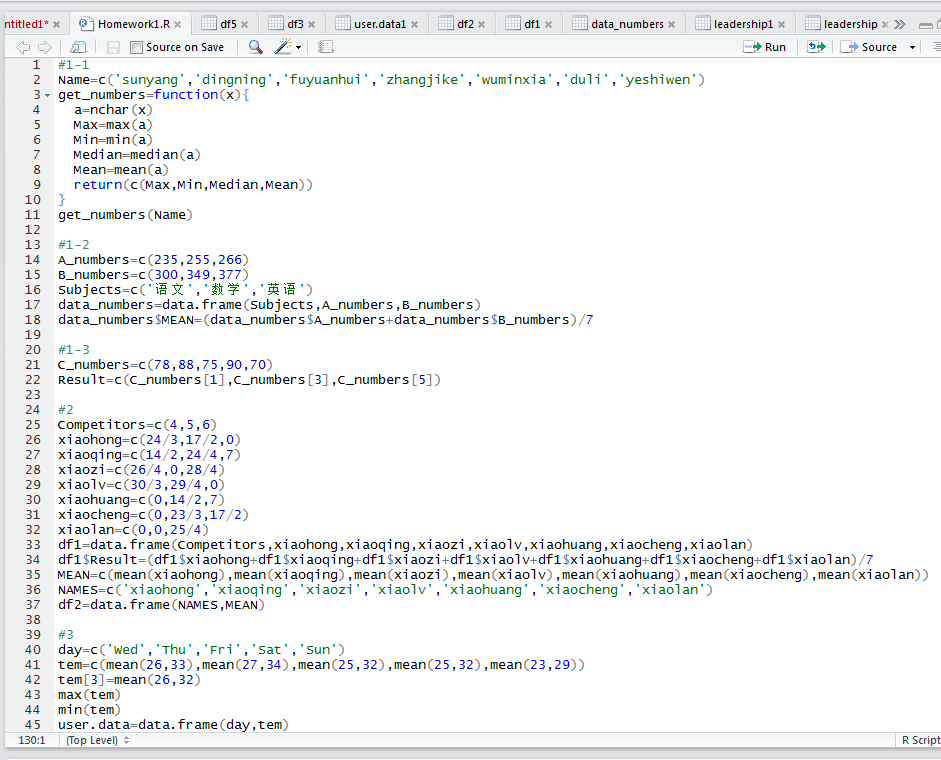 ntitled1* × Homework1.R × df5 × df3 × user.data1 × df2 × df1 × data_numbers × leadership1 × leadership ×
Source on Save Run Source
1 #1-1
2 Name=c('sunyang','dingning','fuyuanhui','zhangjike','wuminxia','duli','yeshiwen')
3 get_numbers=function(x){
4 a=nchar(x)
5 Max=max(a)
6 Min=min(a)
7 Median=median(a)
8 Mean=mean(a)
9 return(c(Max,Min,Median,Mean))
10 }
11 get_numbers(Name)
12
13 #1-2
14 A_numbers=c(235,255,266)
15 B_numbers=c(300,349,377)
16 Subjects=c('语文','数学','英语')
17 data_numbers=data.frame(Subjects,A_numbers,B_numbers)
18 data_numbers$MEAN=(data_numbers$A_numbers+data_numbers$B_numbers)/7
19
20 #1-3
21 C_numbers=c(78,88,75,90,70)
22 Result=c(C_numbers[1],C_numbers[3],C_numbers[5])
23
24 #2
25 Competitors=c(4,5,6)
26 xiaohong=c(24/3,17/2,0)
27 xiaoqing=c(14/2,24/4,7)
28 xiaozi=c(26/4,0,28/4)
29 xiaolv=c(30/3,29/4,0)
30 xiaohuang=c(0,14/2,7)
31 xiaocheng=c(0,23/3,17/2)
32 xiaolan=c(0,0,25/4)
33 df1=data.frame(Competitors,xiaohong,xiaoqing,xiaozi,xiaolv,xiaohuang,xiaocheng,xiaolan)
34 df1$Result=(df1$xiaohong+df1$xiaoqing+df1$xiaozi+df1$xiaolv+df1$xiaohuang+df1$xiaocheng+df1$xiaolan)/7
35 MEAN=c(mean(xiaohong),mean(xiaoqing),mean(xiaozi),mean(xiaolv),mean(xiaohuang),mean(xiaocheng),mean(xiaolan))
36 NAMES=c('xiaohong','xiaoqing','xiaozi','xiaolv','xiaohuang','xiaocheng','xiaolan')
37 df2=data.frame(NAMES,MEAN)
38
39 #3
40 day=c('Wed','Thu','Fri','Sat','Sun')
41 tem=c(mean(26,33),mean(27,34),mean(25,32),mean(25,32),mean(23,29))
42 tem[3]=mean(26,32)
43 max(tem)
44 min(tem)
45 user.data=data.frame(day,tem)
130:1 (Top Level) R Script